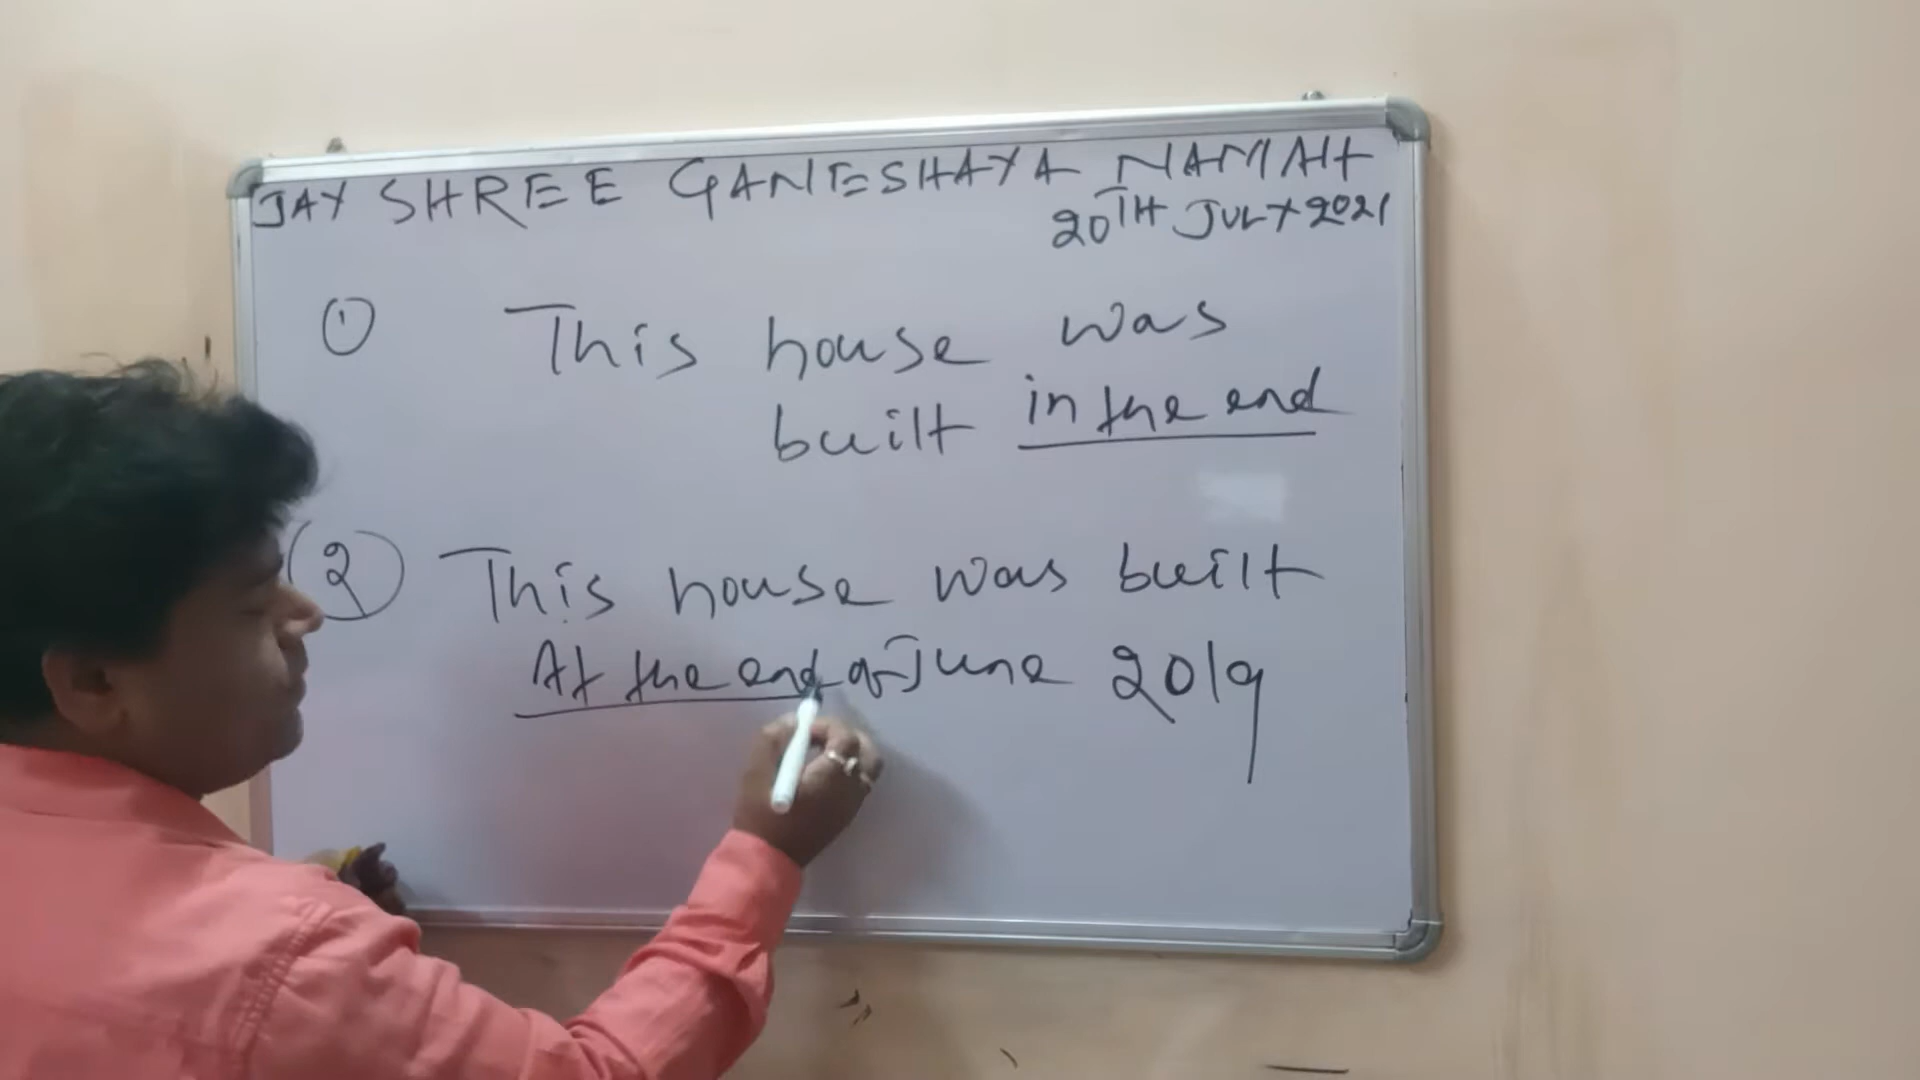 JAY SHREE GANESHAYA NAMAH
20TH JULY 2021
1 This house was
built in the end
2 This house was built
At the end of June 2019